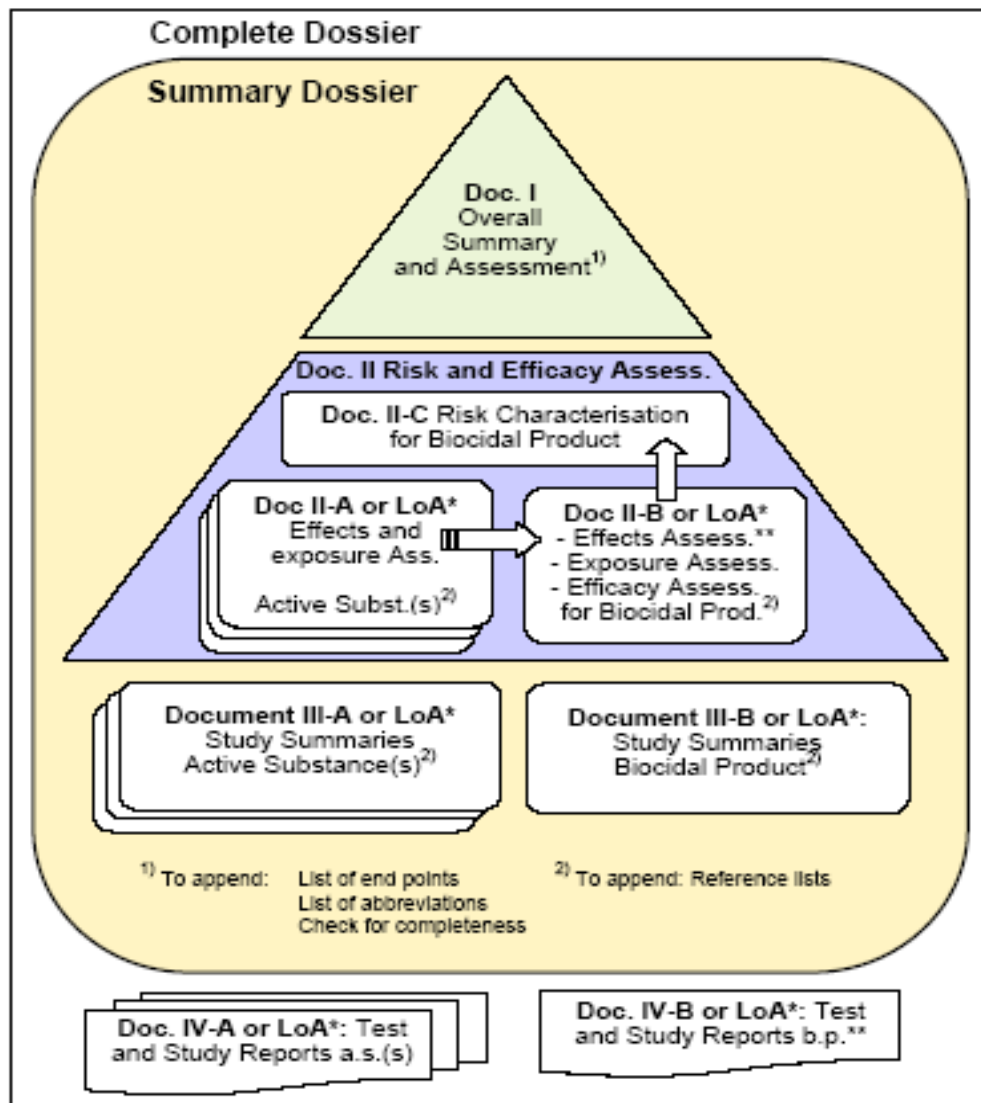 Complete Dossier
Summary Dossier
Doc. I
Overall
Summary
and Assessment1)
Doc. II Risk and Efficacy Assess.
Doc. II-C Risk Characterisation
for Biocidal Product
Doc II-A or LoA*
Effects and
exposure Ass.
Active Subst.(s)2)
Doc II-B or LoA*
- Effects Assess.**
- Exposure Assess.
- Efficacy Assess.
for Biocidal Prod.2)
Document III-A or LoA*
Study Summaries
Active Substance(s)2)
Document III-B or LoA*:
Study Summaries
Biocidal Product2)
1) To append: List of end points
List of abbreviations
Check for completeness
2) To append: Reference lists
Doc. IV-A or LoA*: Test
and Study Reports a.s.(s)
Doc. IV-B or LoA*: Test
and Study Reports b.p.**